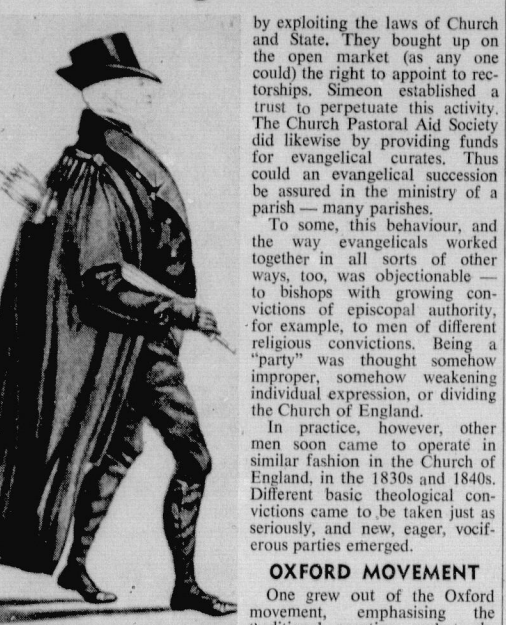 by exploiting the laws of Church
and State. They bought up on
the open market (as any one
could) the right to appoint to rec-
torships. Simeon established a
trust to perpetuate this activity.
The Church Pastoral Aid Society
did likewise by providing funds
for evangelical curates. Thus
could an evangelical succession
be assured in the ministry of a
parish — many parishes.
To some, this behaviour, and
the way evangelicals worked
together in all sorts of other
ways, too, was objectionable —
to bishops with growing con-
victions of episcopal authority,
for example, to men of different
religious convictions. Being a
"party" was thought somehow
improper, somehow weakening
individual expression, or dividing
the Church of England.
In practice, however, other
men soon came to operate in
similar fashion in the Church of
England, in the 1830s and 1840s.
Different basic theological con-
victions came to be taken just as
seriously, and new, eager, vocif-
erous parties emerged.
OXFORD MOVEMENT
One grew out of the Oxford
movement, emphasising the